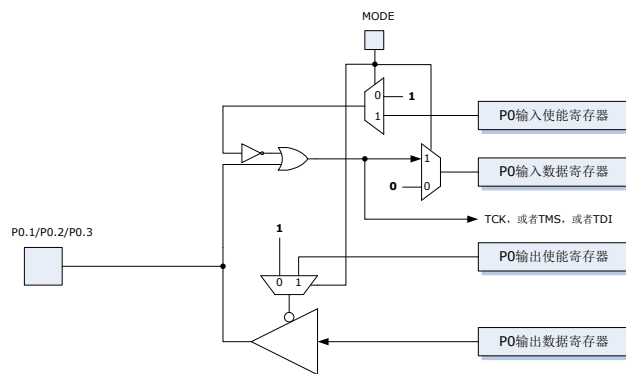 MODE
0
1
1
P0输入使能寄存器
1
0
0
P0输入数据寄存器
TCK，或者TMS，或者TDI
P0.1/P0.2/P0.3
1
0 1
P0输出使能寄存器
P0输出数据寄存器